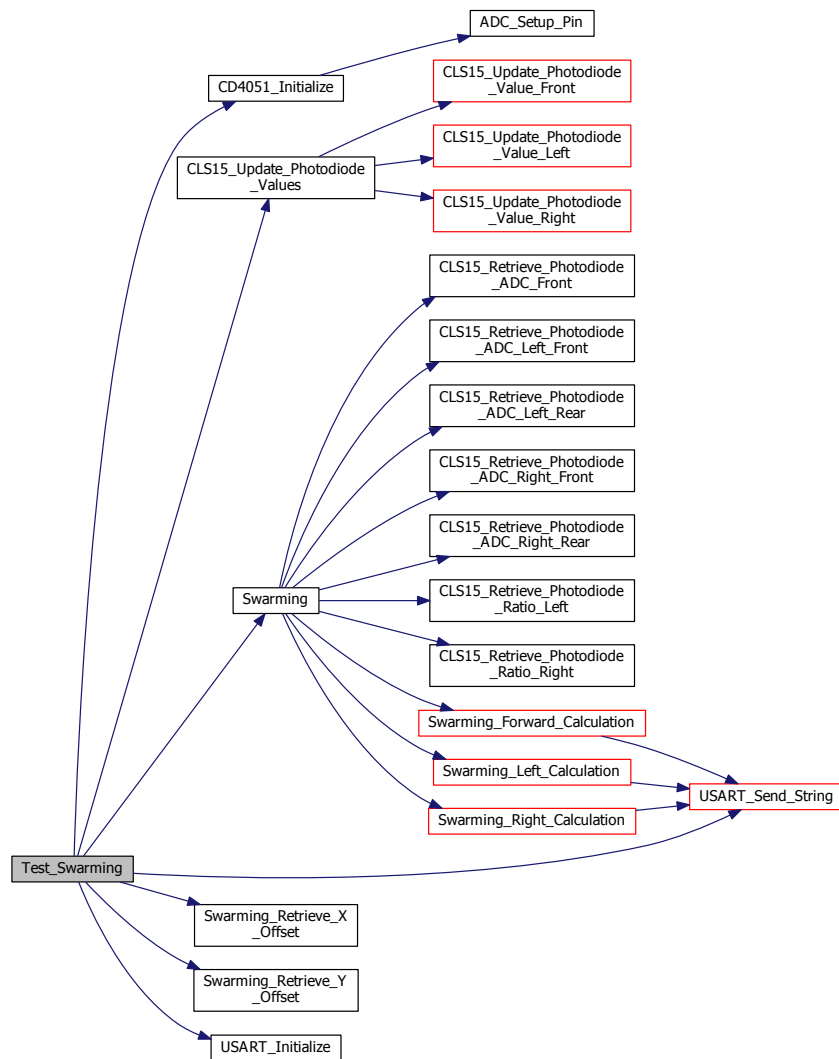 ADC_Setup_Pin
CD4051_Initialize
CLS15_Update_Photodiode
_Value_Front
CLS15_Update_Photodiode
_Values
CLS15_Update_Photodiode
_Value_Left
CLS15_Update_Photodiode
_Value_Right
CLS15_Retrieve_Photodiode
_ADC_Front
CLS15_Retrieve_Photodiode
_ADC_Left_Front
CLS15_Retrieve_Photodiode
_ADC_Left_Rear
CLS15_Retrieve_Photodiode
_ADC_Right_Front
CLS15_Retrieve_Photodiode
_ADC_Right_Rear
Swarming
CLS15_Retrieve_Photodiode
_Ratio_Left
CLS15_Retrieve_Photodiode
_Ratio_Right
Swarming_Forward_Calculation
Swarming_Left_Calculation
USART_Send_String
Swarming_Right_Calculation
Test_Swarming
Swarming_Retrieve_X
_Offset
Swarming_Retrieve_Y
_Offset
USART_Initialize